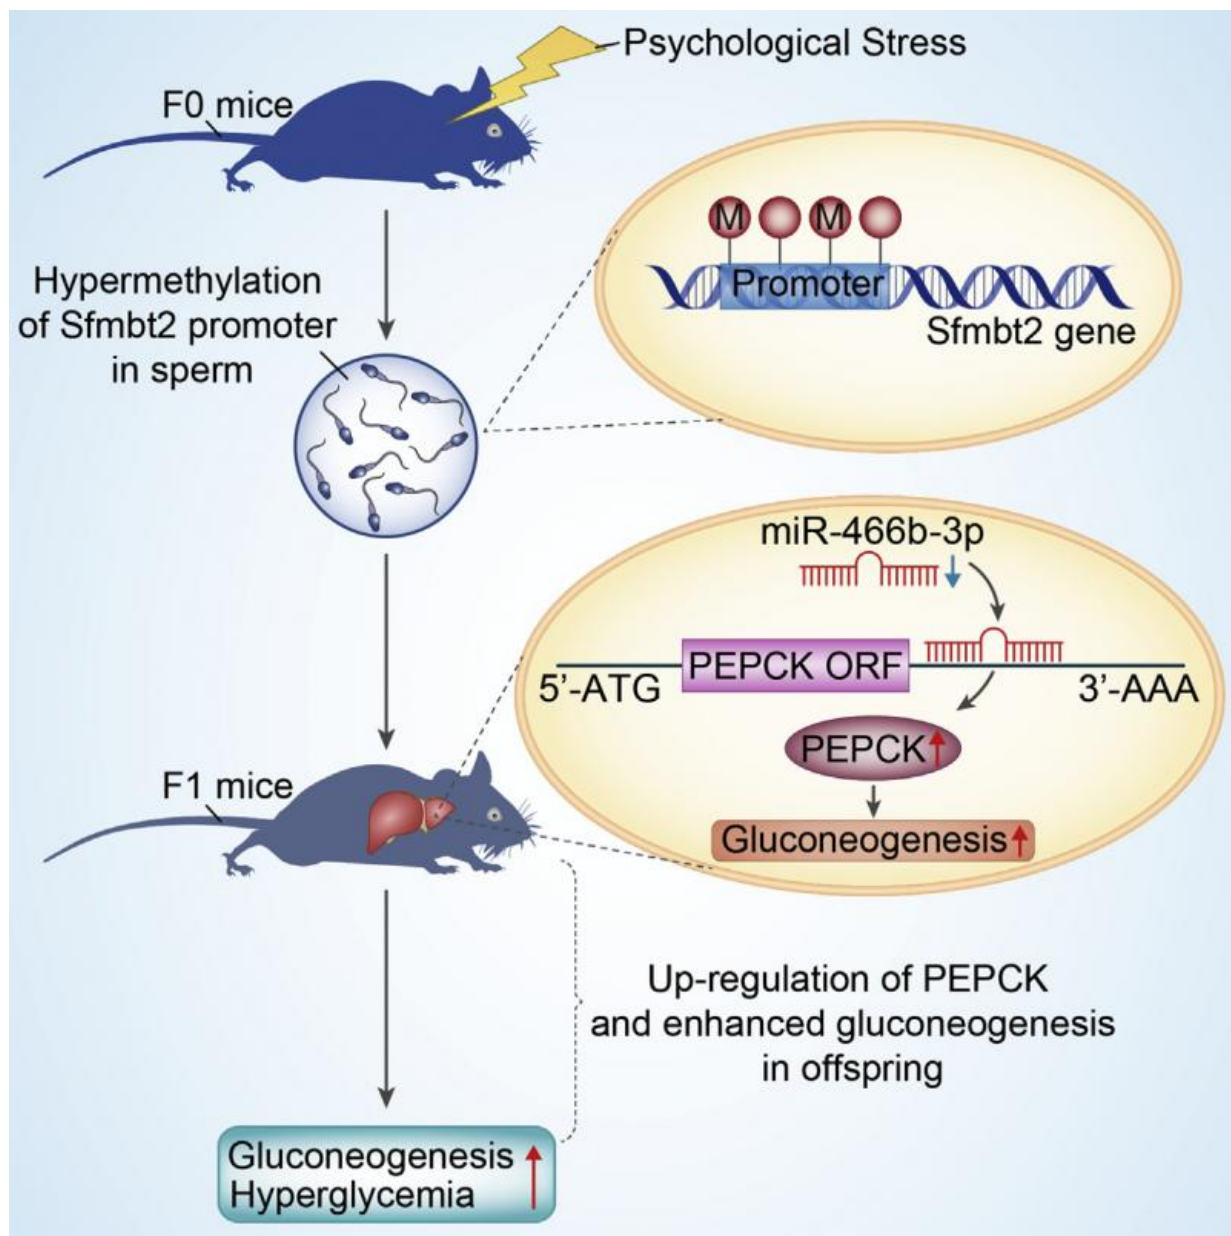 Psychological Stress
F0 mice
M
M
Promoter
Sfmbt2 gene
Hypermethylation
of Sfmbt2 promoter
in sperm
miR-466b-3p
PEPCK ORF
5’-ATG
3’-AAA
PEPCK
Gluconeogenesis
F1 mice
Up-regulation of PEPCK
and enhanced gluconeogenesis
in offspring
Gluconeogenesis
Hyperglycemia